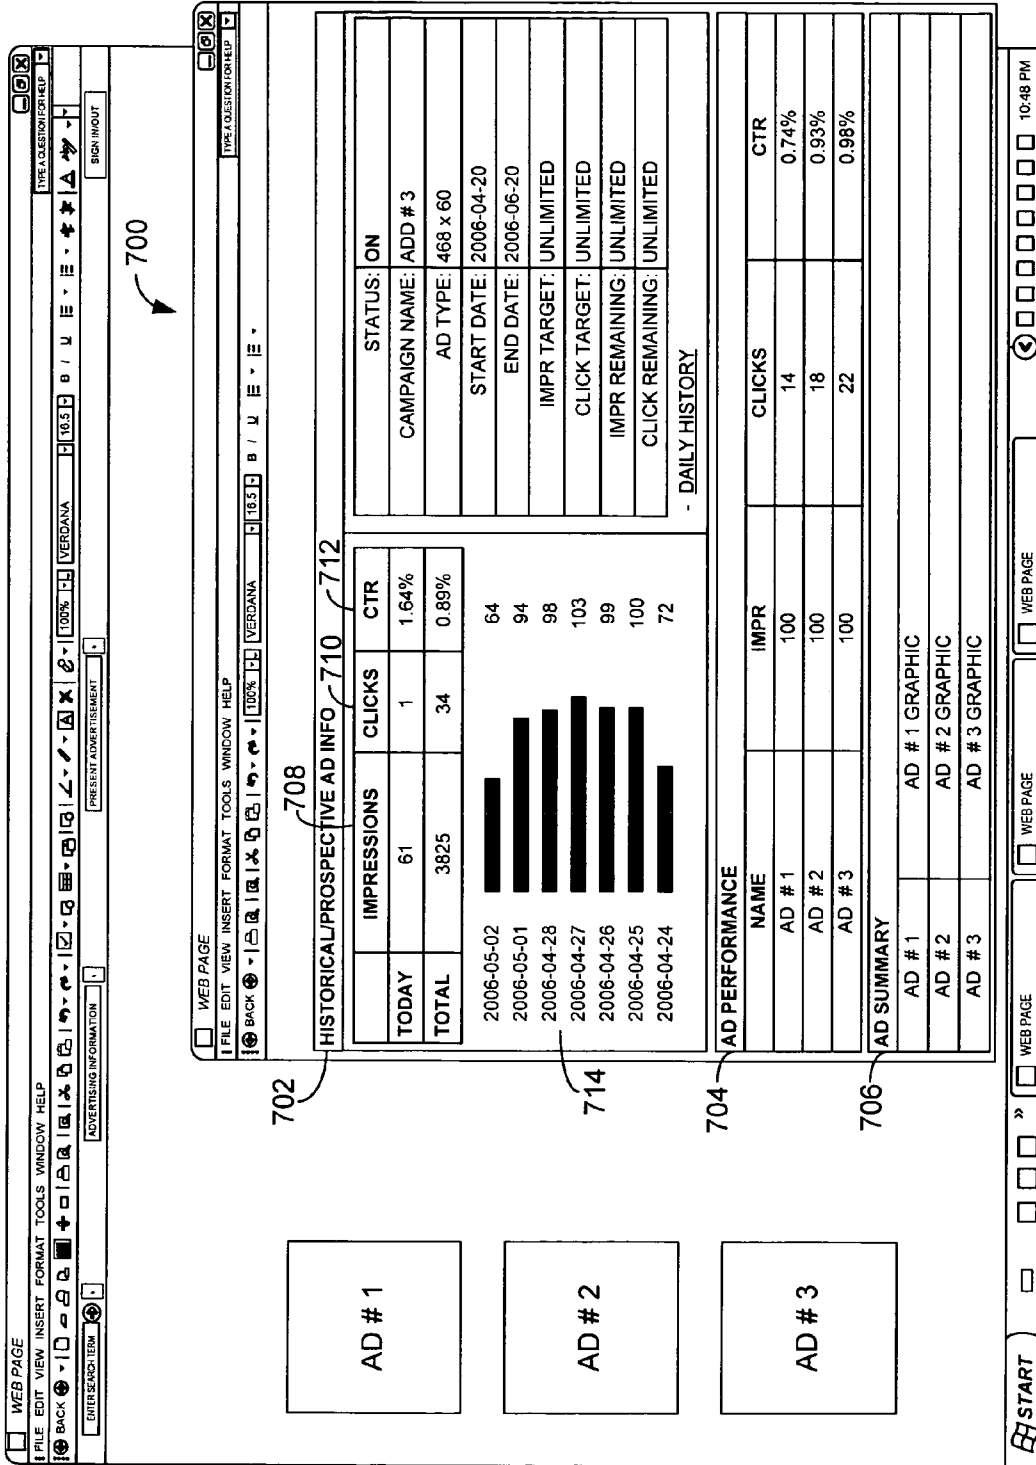 WEB PAGE
FILE EDIT VIEW INSERT FORMAT TOOLS WINDOW HELP
TYPE A QUESTION FOR HELP
BACK
100%
VERDANA
16.5
B / U
ENTER SEARCH TERM
ADVERTISING INFORMATION
PRESENT ADVERTISEMENT
SIGN IN/OUT
700
WEB PAGE
FILE EDIT VIEW INSERT FORMAT TOOLS WINDOW HELP
TYPE A QUESTION FOR HELP
BACK
100%
VERDANA
16.5
B / U
702
HISTORICAL/PROSPECTIVE AD INFO
708
710
712
IMPRESSIONS CLICKS CTR
TODAY 61 1 1.64%
TOTAL 3825 34 0.89%
2006-05-02 64
2006-05-01 94
2006-04-28 98
2006-04-27 103
2006-04-26 99
2006-04-25 100
2006-04-24 72
714
STATUS: ON
CAMPAIGN NAME: ADD # 3
AD TYPE: 468 x 60
START DATE: 2006-04-20
END DATE: 2006-06-20
IMPR TARGET: UNLIMITED
CLICK TARGET: UNLIMITED
IMPR REMAINING: UNLIMITED
CLICK REMAINING: UNLIMITED
- DAILY HISTORY
704
AD PERFORMANCE
NAME IMPR CLICKS CTR
AD # 1 100 14 0.74%
AD # 2 100 18 0.93%
AD # 3 100 22 0.98%
706
AD SUMMARY
AD # 1 AD # 1 GRAPHIC
AD # 2 AD # 2 GRAPHIC
AD # 3 AD # 3 GRAPHIC
AD # 1
AD # 2
AD # 3
START
»
WEB PAGE
WEB PAGE
WEB PAGE
10:48 PM